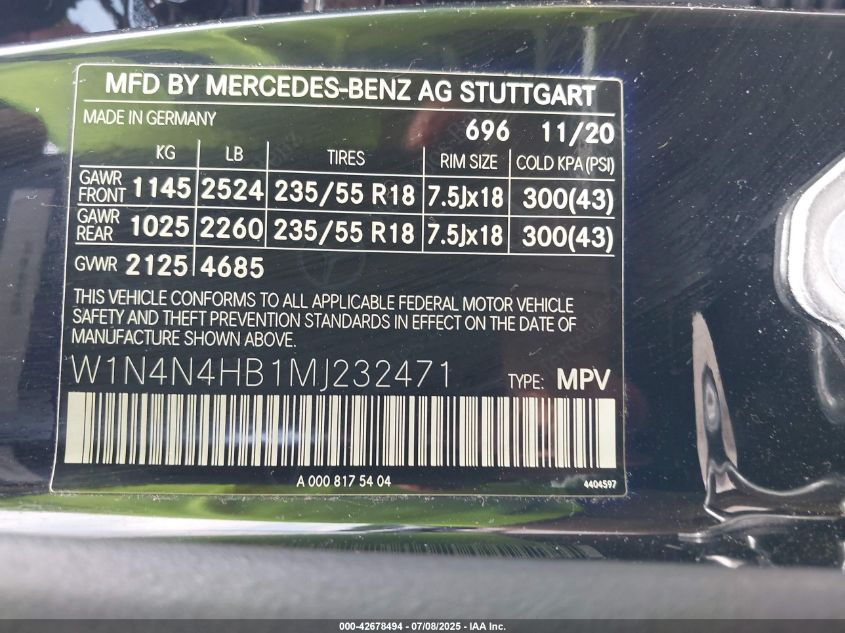 MFD BY MERCEDES-BENZ AG STUTTGART
MADE IN GERMANY
696 11/20
KG LB TIRES RIM SIZE COLD KPA (PSI)
GAWR FRONT 1145 2524 235/55 R18 7.5Jx18 300(43)
GAWR REAR 1025 2260 235/55 R18 7.5Jx18 300(43)
GVWR 2125 4685
THIS VEHICLE CONFORMS TO ALL APPLICABLE FEDERAL MOTOR VEHICLE
SAFETY AND THEFT PREVENTION STANDARDS IN EFFECT ON THE DATE OF
MANUFACTURE SHOWN ABOVE.
W1N4N4HB1MJ232471 TYPE: MPV
A 000 817 54 04
4404597
000-42678494 - 07/08/2025 - IAA Inc.